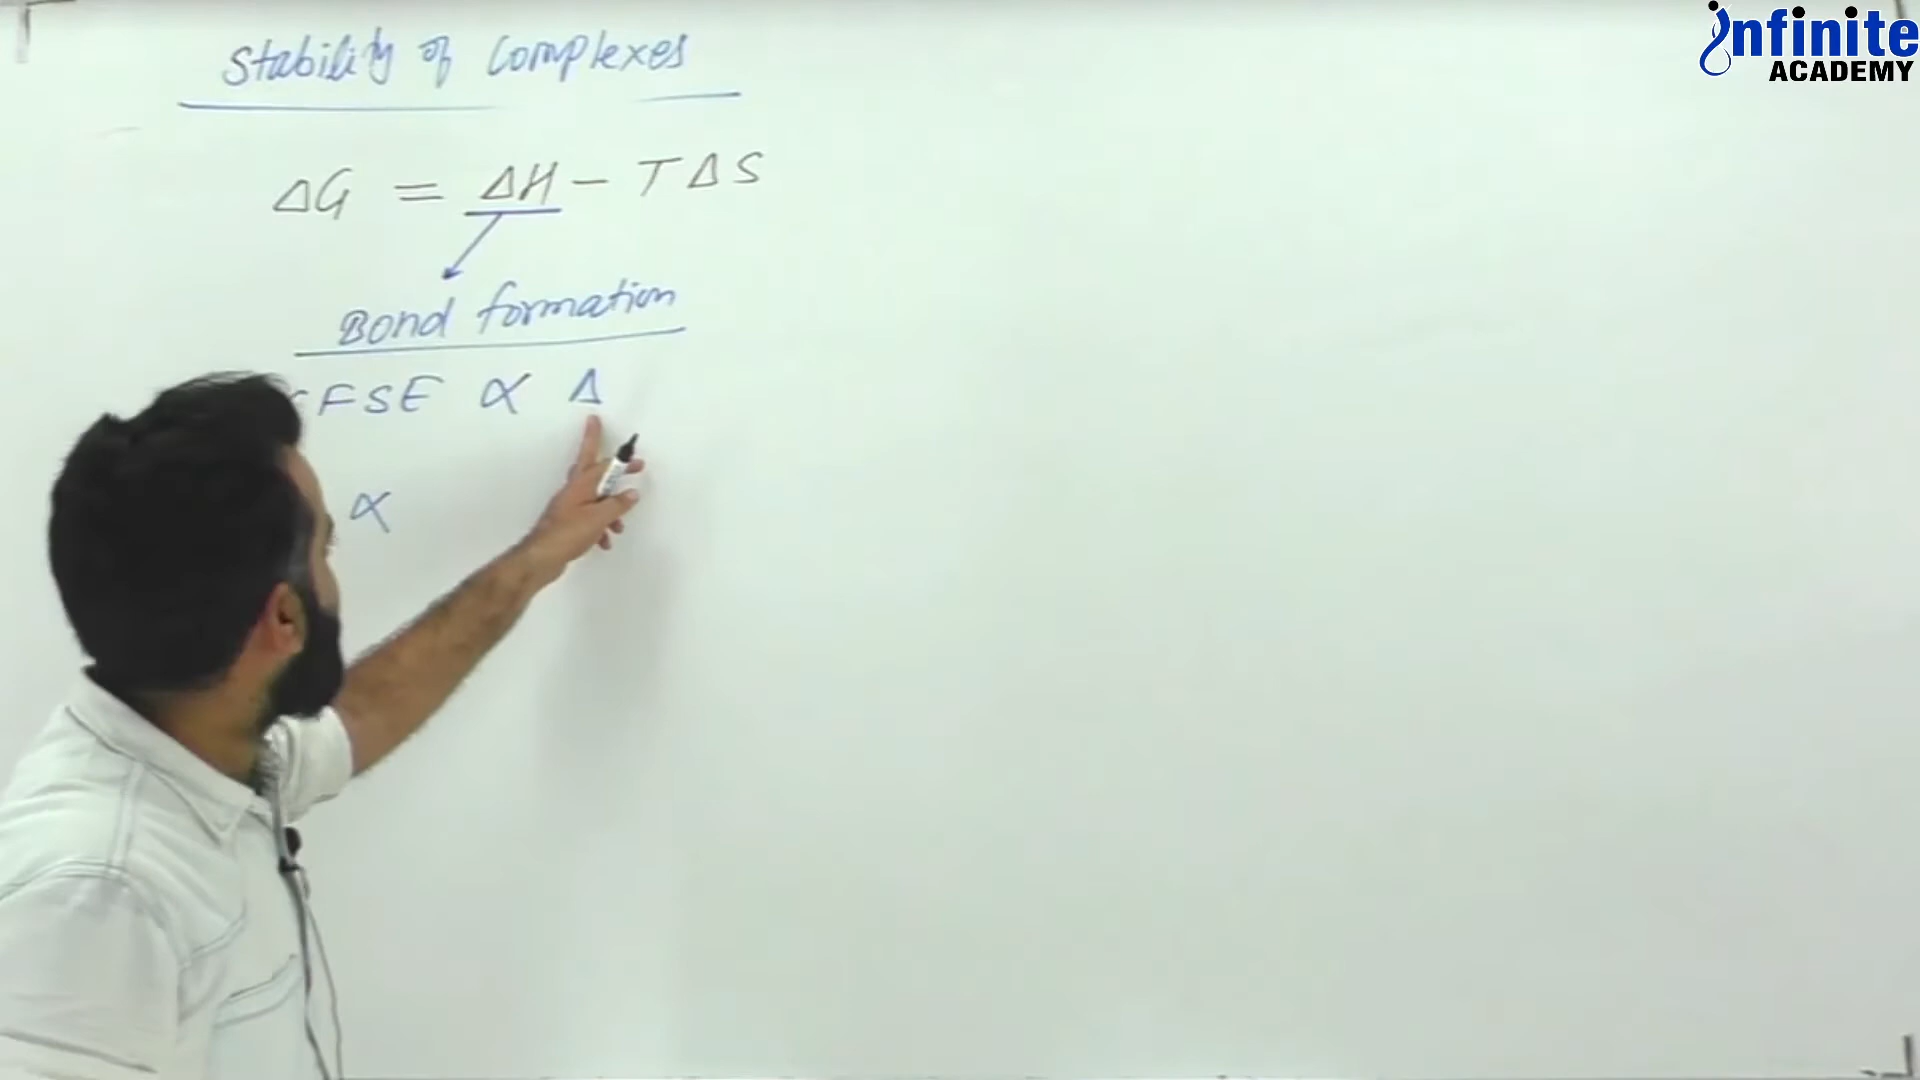 infinite
ACADEMY
Stability of Complexes
ΔG = ΔH - TΔS
Bond formation
CFSE ∝ Δ
∝